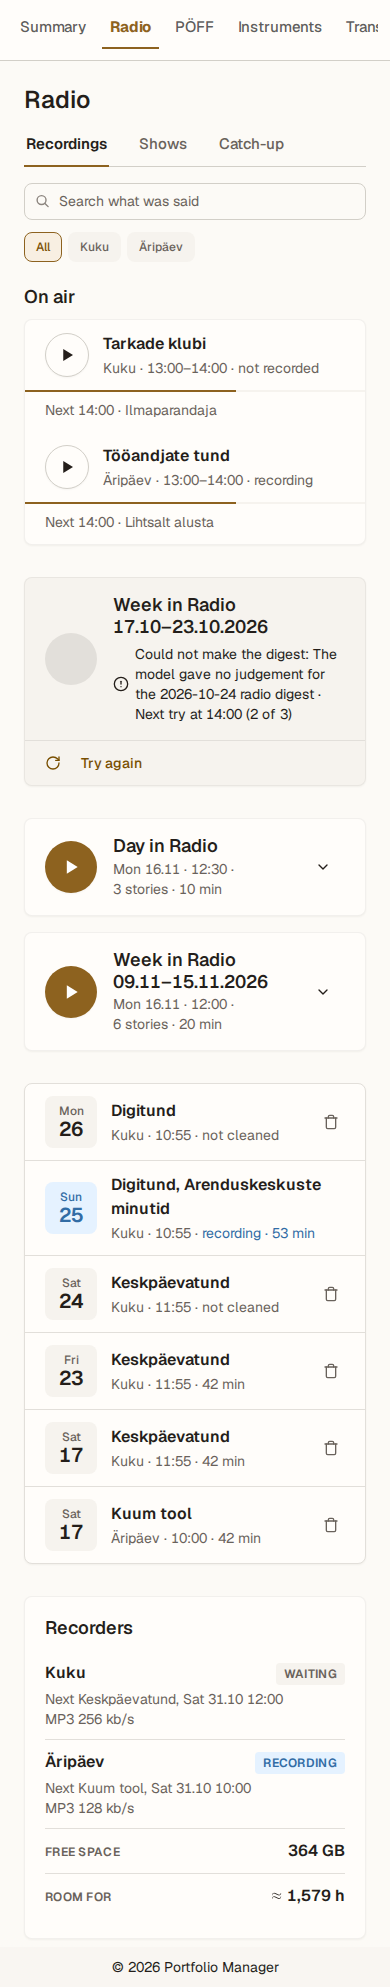 Summary Radio PÖFF Instruments Trans
Radio
Recordings Shows Catch-up
Search what was said
All Kuku Äripäev
On air
Tarkade klubi
Kuku · 13:00–14:00 · not recorded
Next 14:00 · Ilmaparandaja
Tööandjate tund
Äripäev · 13:00–14:00 · recording
Next 14:00 · Lihtsalt alusta
Week in Radio
17.10–23.10.2026
Could not make the digest: The
model gave no judgement for
the 2026-10-24 radio digest ·
Next try at 14:00 (2 of 3)
Try again
Day in Radio
Mon 16.11 · 12:30 ·
3 stories · 10 min
Week in Radio
09.11–15.11.2026
Mon 16.11 · 12:00 ·
6 stories · 20 min
Mon
26
Digitund
Kuku · 10:55 · not cleaned
Sun
25
Digitund, Arenduskeskuste
minutid
Kuku · 10:55 · recording · 53 min
Sat
24
Keskpäevatund
Kuku · 11:55 · not cleaned
Fri
23
Keskpäevatund
Kuku · 11:55 · 42 min
Sat
17
Keskpäevatund
Kuku · 11:55 · 42 min
Sat
17
Kuum tool
Äripäev · 10:00 · 42 min
Recorders
Kuku WAITING
Next Keskpäevatund, Sat 31.10 12:00
MP3 256 kb/s
Äripäev RECORDING
Next Kuum tool, Sat 31.10 10:00
MP3 128 kb/s
FREE SPACE 364 GB
ROOM FOR ≈ 1,579 h
© 2026 Portfolio Manager